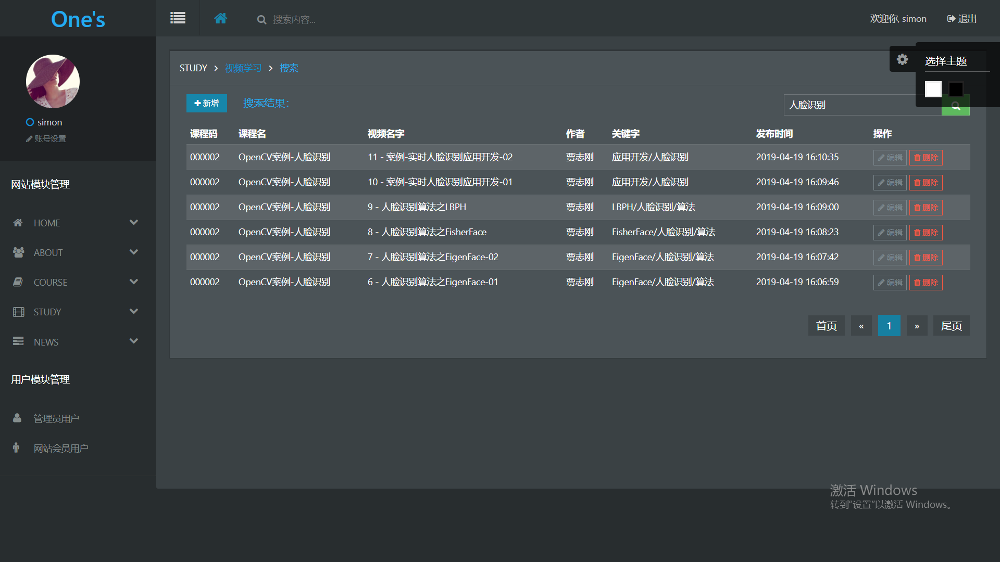 One's
搜索内容...
欢迎你, simon
退出
simon
账号设置
网站模块管理
HOME
ABOUT
COURSE
STUDY
NEWS
用户模块管理
管理员用户
网站会员用户
STUDY 视频学习 搜索
选择主题
新增
搜索结果:
人脸识别
课程码 课程名 视频名字 作者 关键字 发布时间 操作
000002 OpenCV案例-人脸识别 11 - 案例-实时人脸识别应用开发-02 贾志刚 应用开发/人脸识别 2019-04-19 16:10:35 编辑 删除
000002 OpenCV案例-人脸识别 10 - 案例-实时人脸识别应用开发-01 贾志刚 应用开发/人脸识别 2019-04-19 16:09:46 编辑 删除
000002 OpenCV案例-人脸识别 9 - 人脸识别算法之LBPH 贾志刚 LBPH/人脸识别/算法 2019-04-19 16:09:00 编辑 删除
000002 OpenCV案例-人脸识别 8 - 人脸识别算法之FisherFace 贾志刚 FisherFace/人脸识别/算法 2019-04-19 16:08:23 编辑 删除
000002 OpenCV案例-人脸识别 7 - 人脸识别算法之EigenFace-02 贾志刚 EigenFace/人脸识别/算法 2019-04-19 16:07:42 编辑 删除
000002 OpenCV案例-人脸识别 6 - 人脸识别算法之EigenFace-01 贾志刚 EigenFace/人脸识别/算法 2019-04-19 16:06:59 编辑 删除
首页 « 1 » 尾页
激活 Windows
转到“设置”以激活 Windows。